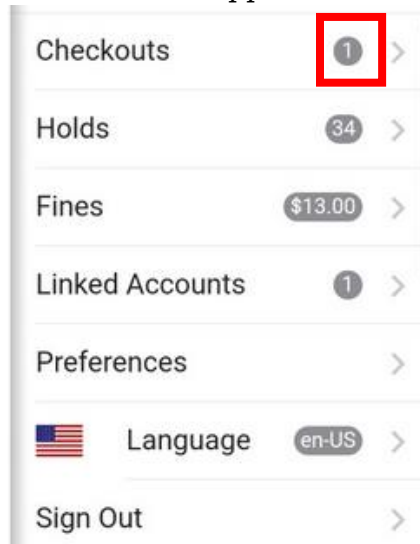 Checkouts 1
Holds 34
Fines $13.00
Linked Accounts 1
Preferences
Language en-US
Sign Out